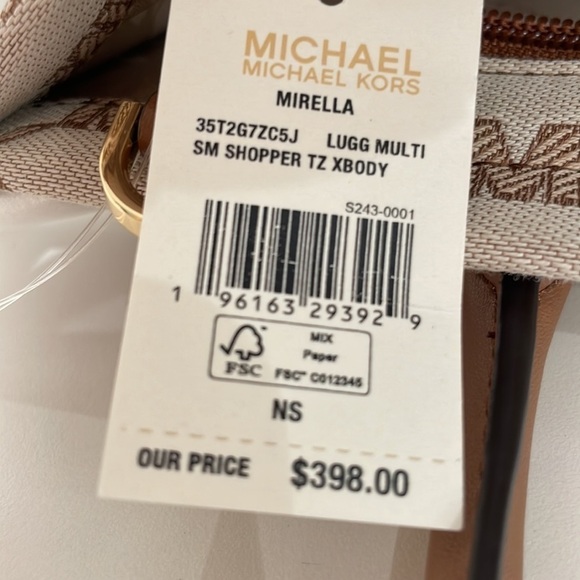 MICHAEL
MICHAEL KORS
MIRELLA
35T2G7ZC5J LUGG MULTI
SM SHOPPER TZ XBODY
S243-0001
1 96163 29392 9
FSC
MIX
Paper
FSC™ C012345
NS
OUR PRICE $398.00